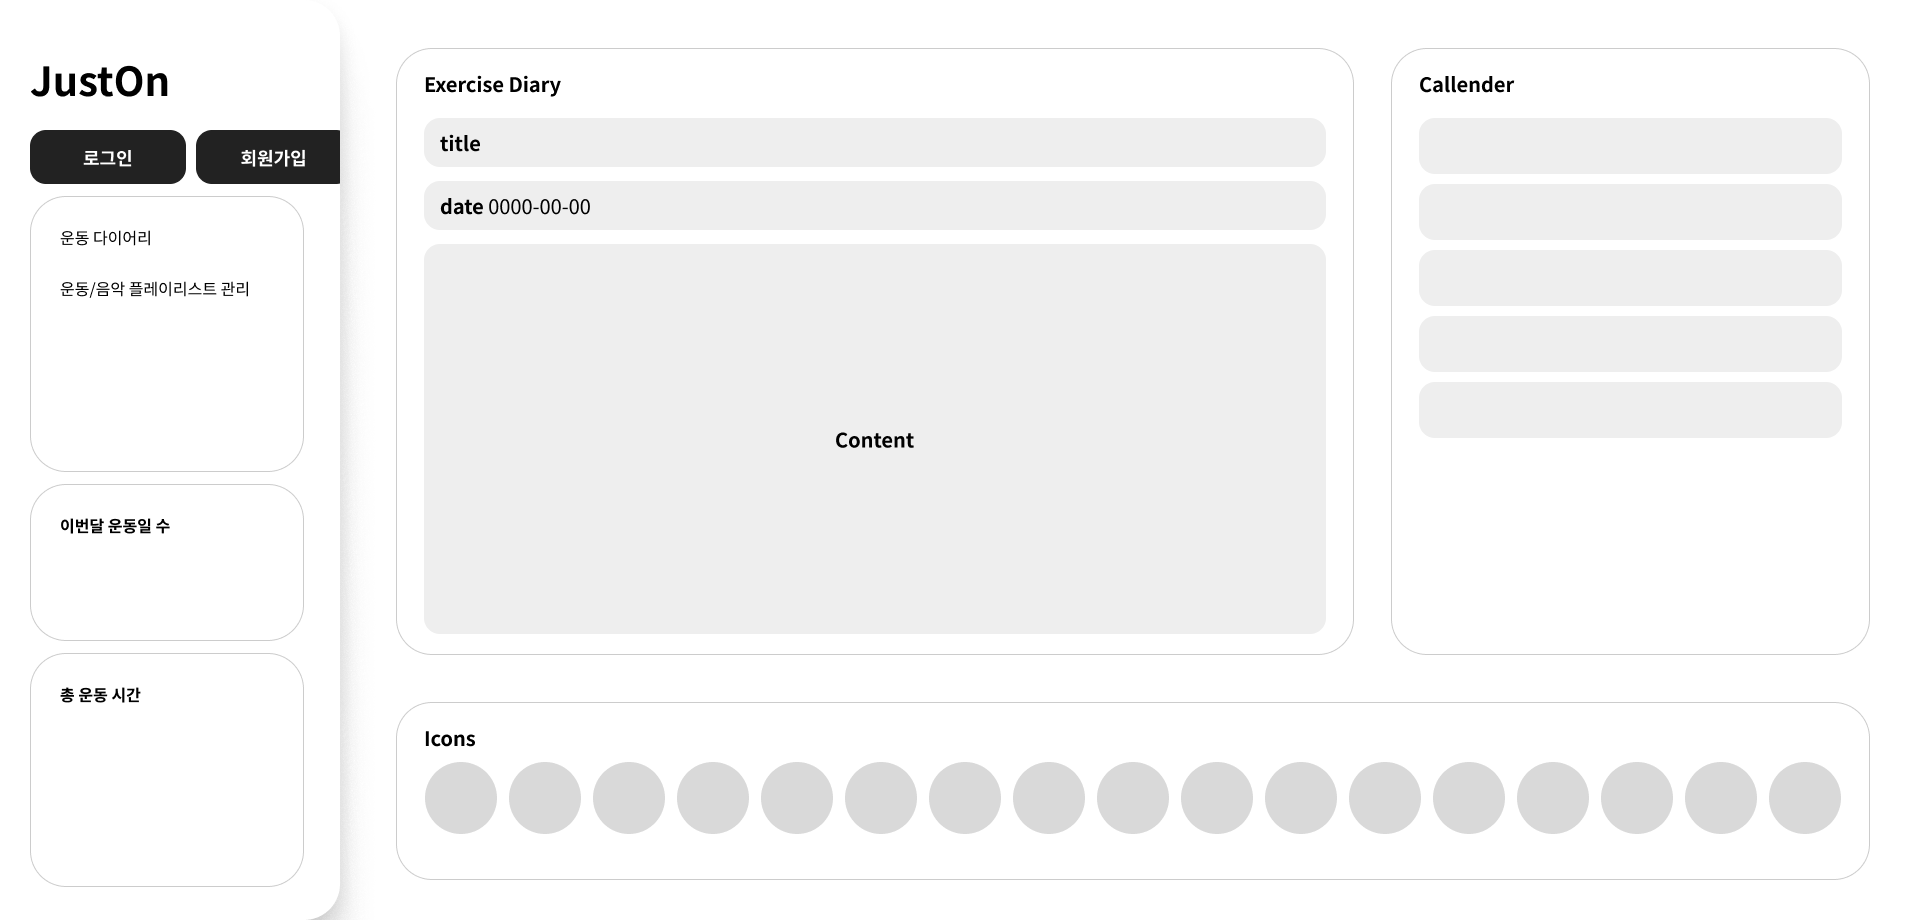 JustOn
로그인 회원가입
운동 다이어리
운동/음악 플레이리스트 관리
이번달 운동일 수
총 운동 시간
Exercise Diary
title
date 0000-00-00
Content
Callender
Icons